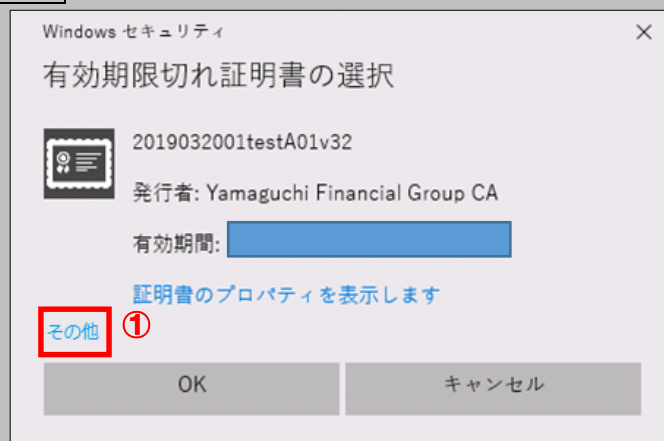 Windows セキュリティ
有効期限切れ証明書の選択
2019032001testA01v32
発行者: Yamaguchi Financial Group CA
有効期間:
証明書のプロパティを表示します
その他 ①
OK キャンセル